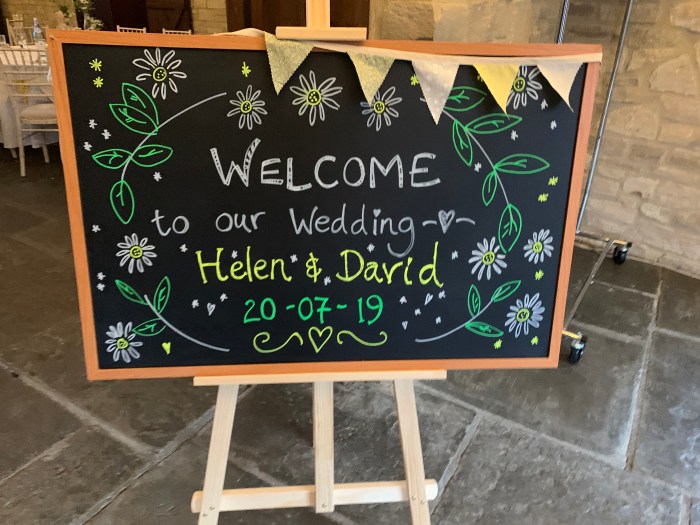 WELCOME
to our Wedding
Helen & David
20-07-19